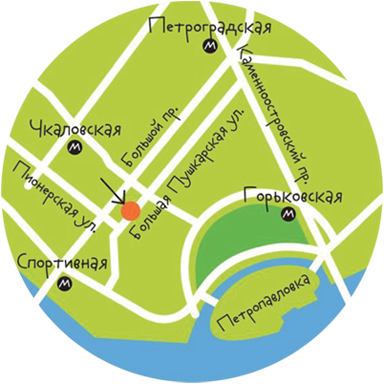 Петроградская
М
Каменноостровский пр.
Чкаловская
М
Большой пр.
Большая Пушкарская ул.
Пионерская ул.
Горьковская
М
Спортивная
М
Петропавловка